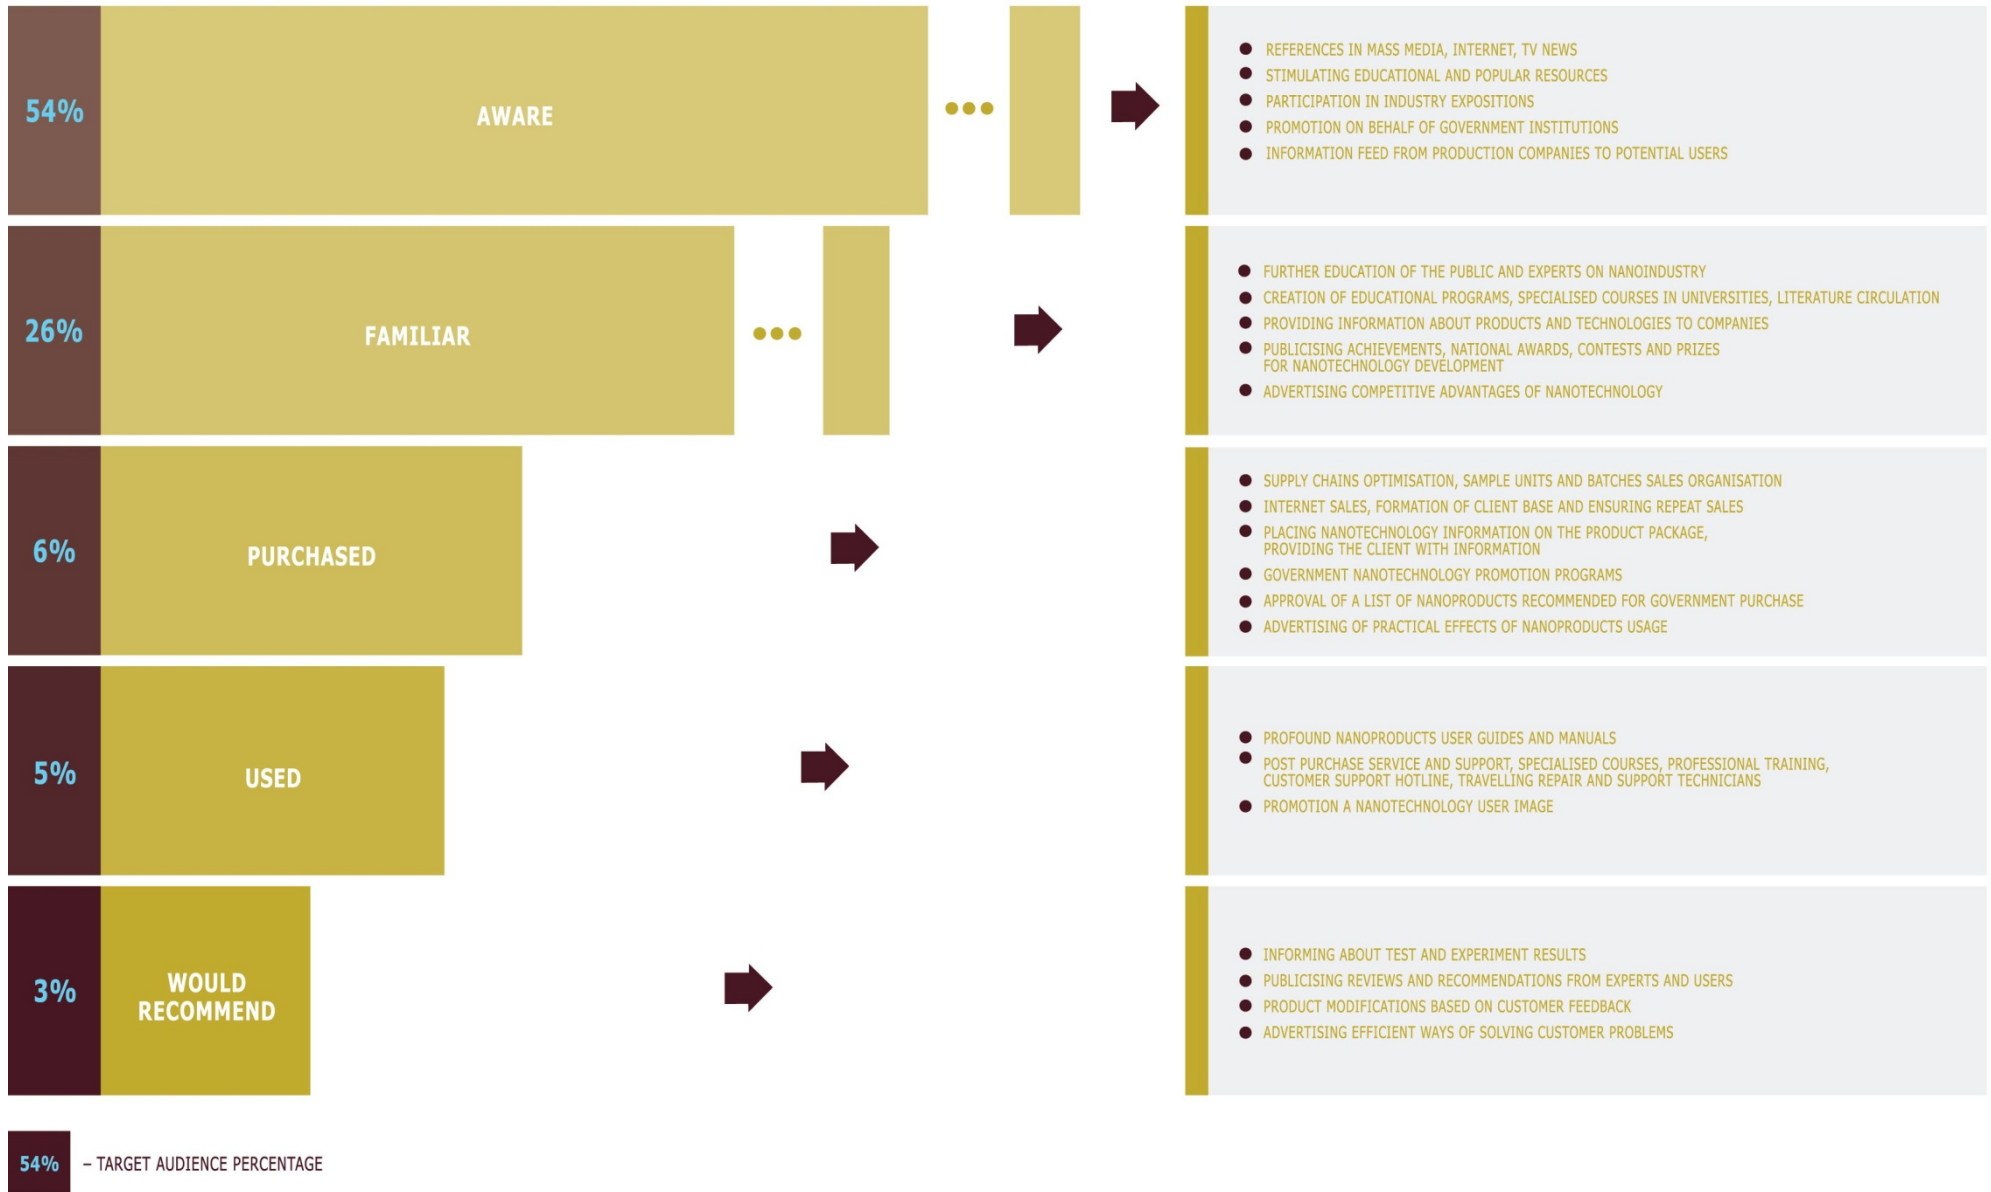 54%
AWARE
● REFERENCES IN MASS MEDIA, INTERNET, TV NEWS
● STIMULATING EDUCATIONAL AND POPULAR RESOURCES
● PARTICIPATION IN INDUSTRY EXPOSITIONS
● PROMOTION ON BEHALF OF GOVERNMENT INSTITUTIONS
● INFORMATION FEED FROM PRODUCTION COMPANIES TO POTENTIAL USERS
26%
FAMILIAR
● FURTHER EDUCATION OF THE PUBLIC AND EXPERTS ON NANOINDUSTRY
● CREATION OF EDUCATIONAL PROGRAMS, SPECIALISED COURSES IN UNIVERSITIES, LITERATURE CIRCULATION
● PROVIDING INFORMATION ABOUT PRODUCTS AND TECHNOLOGIES TO COMPANIES
● PUBLICISING ACHIEVEMENTS, NATIONAL AWARDS, CONTESTS AND PRIZES
FOR NANOTECHNOLOGY DEVELOPMENT
● ADVERTISING COMPETITIVE ADVANTAGES OF NANOTECHNOLOGY
6%
PURCHASED
● SUPPLY CHAINS OPTIMISATION, SAMPLE UNITS AND BATCHES SALES ORGANISATION
● INTERNET SALES, FORMATION OF CLIENT BASE AND ENSURING REPEAT SALES
● PLACING NANOTECHNOLOGY INFORMATION ON THE PRODUCT PACKAGE,
PROVIDING THE CLIENT WITH INFORMATION
● GOVERNMENT NANOTECHNOLOGY PROMOTION PROGRAMS
● APPROVAL OF A LIST OF NANOPRODUCTS RECOMMENDED FOR GOVERNMENT PURCHASE
● ADVERTISING OF PRACTICAL EFFECTS OF NANOPRODUCTS USAGE
5%
USED
● PROFOUND NANOPRODUCTS USER GUIDES AND MANUALS
● POST PURCHASE SERVICE AND SUPPORT, SPECIALISED COURSES, PROFESSIONAL TRAINING,
CUSTOMER SUPPORT HOTLINE, TRAVELLING REPAIR AND SUPPORT TECHNICIANS
● PROMOTION A NANOTECHNOLOGY USER IMAGE
3%
WOULD
RECOMMEND
● INFORMING ABOUT TEST AND EXPERIMENT RESULTS
● PUBLICISING REVIEWS AND RECOMMENDATIONS FROM EXPERTS AND USERS
● PRODUCT MODIFICATIONS BASED ON CUSTOMER FEEDBACK
● ADVERTISING EFFICIENT WAYS OF SOLVING CUSTOMER PROBLEMS
54% – TARGET AUDIENCE PERCENTAGE